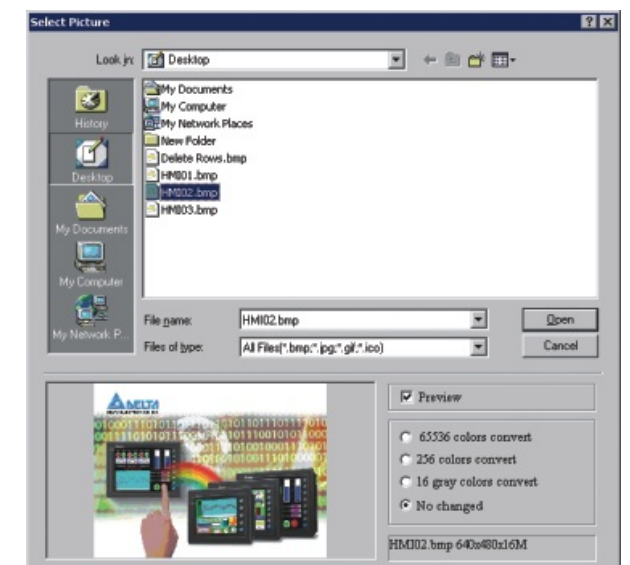 Select Picture
Look in: Desktop
History
Desktop
My Documents
My Computer
My Network P...
My Documents
My Computer
My Network Places
New Folder
Delete Rows.bmp
HMI01.bmp
HMI02.bmp
HMI03.bmp
File name: HMI02.bmp
Open
Files of type: All Files(*.bmp;*.jpg;*.gif;*.ico)
Cancel
DELTA
Preview
65536 colors convert
256 colors convert
16 gray colors convert
No changed
HMI02.bmp 640x480x16M